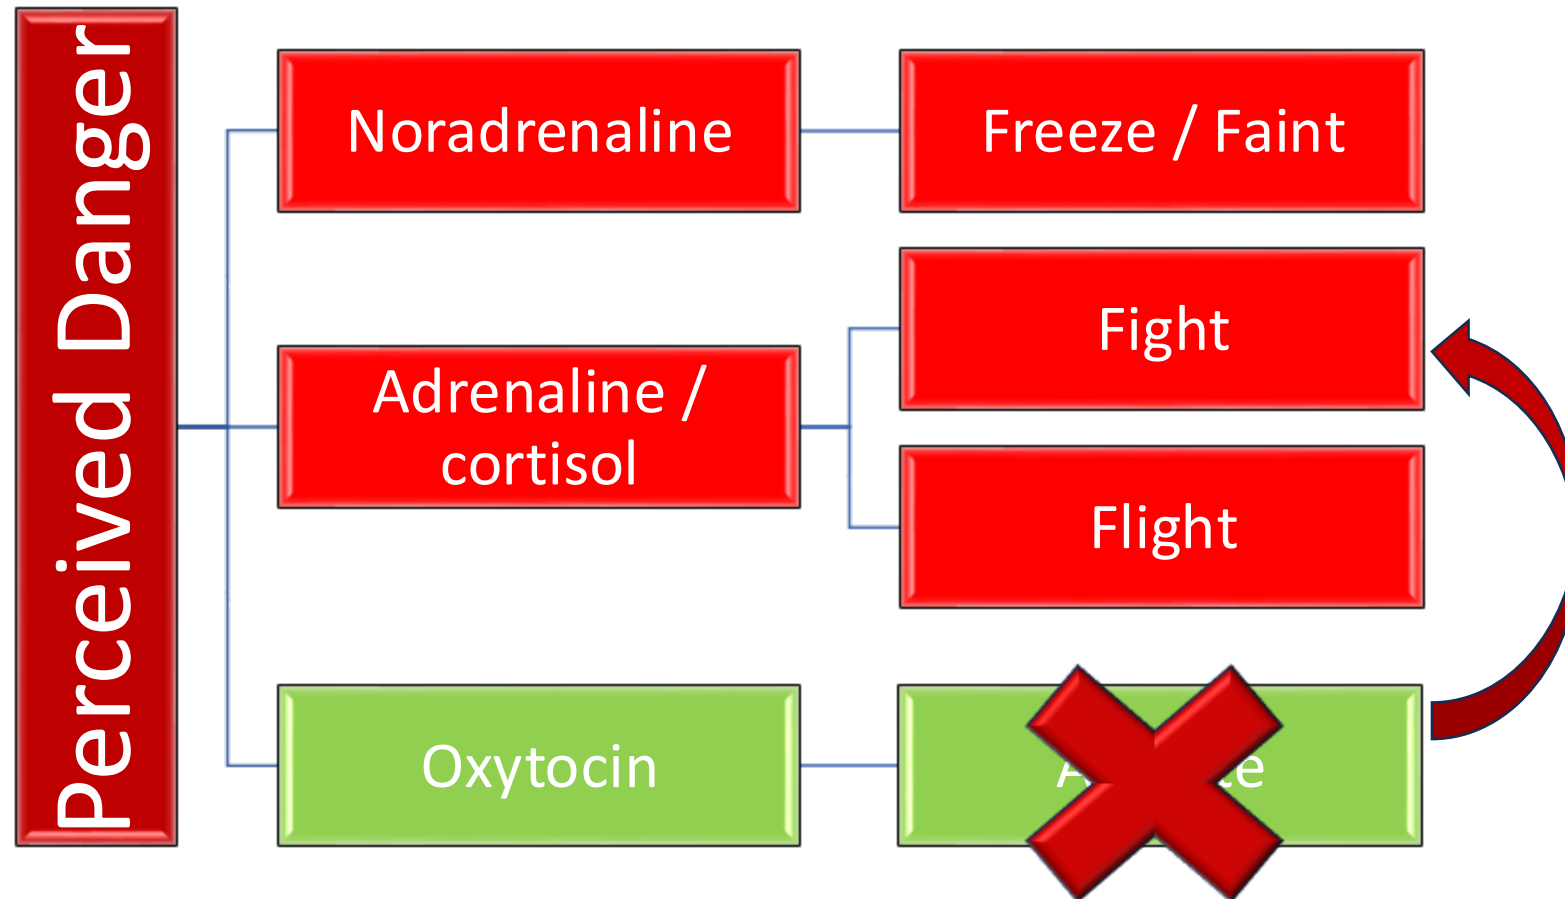 Perceived Danger
Noradrenaline
Freeze / Faint
Adrenaline /
cortisol
Fight
Flight
Oxytocin